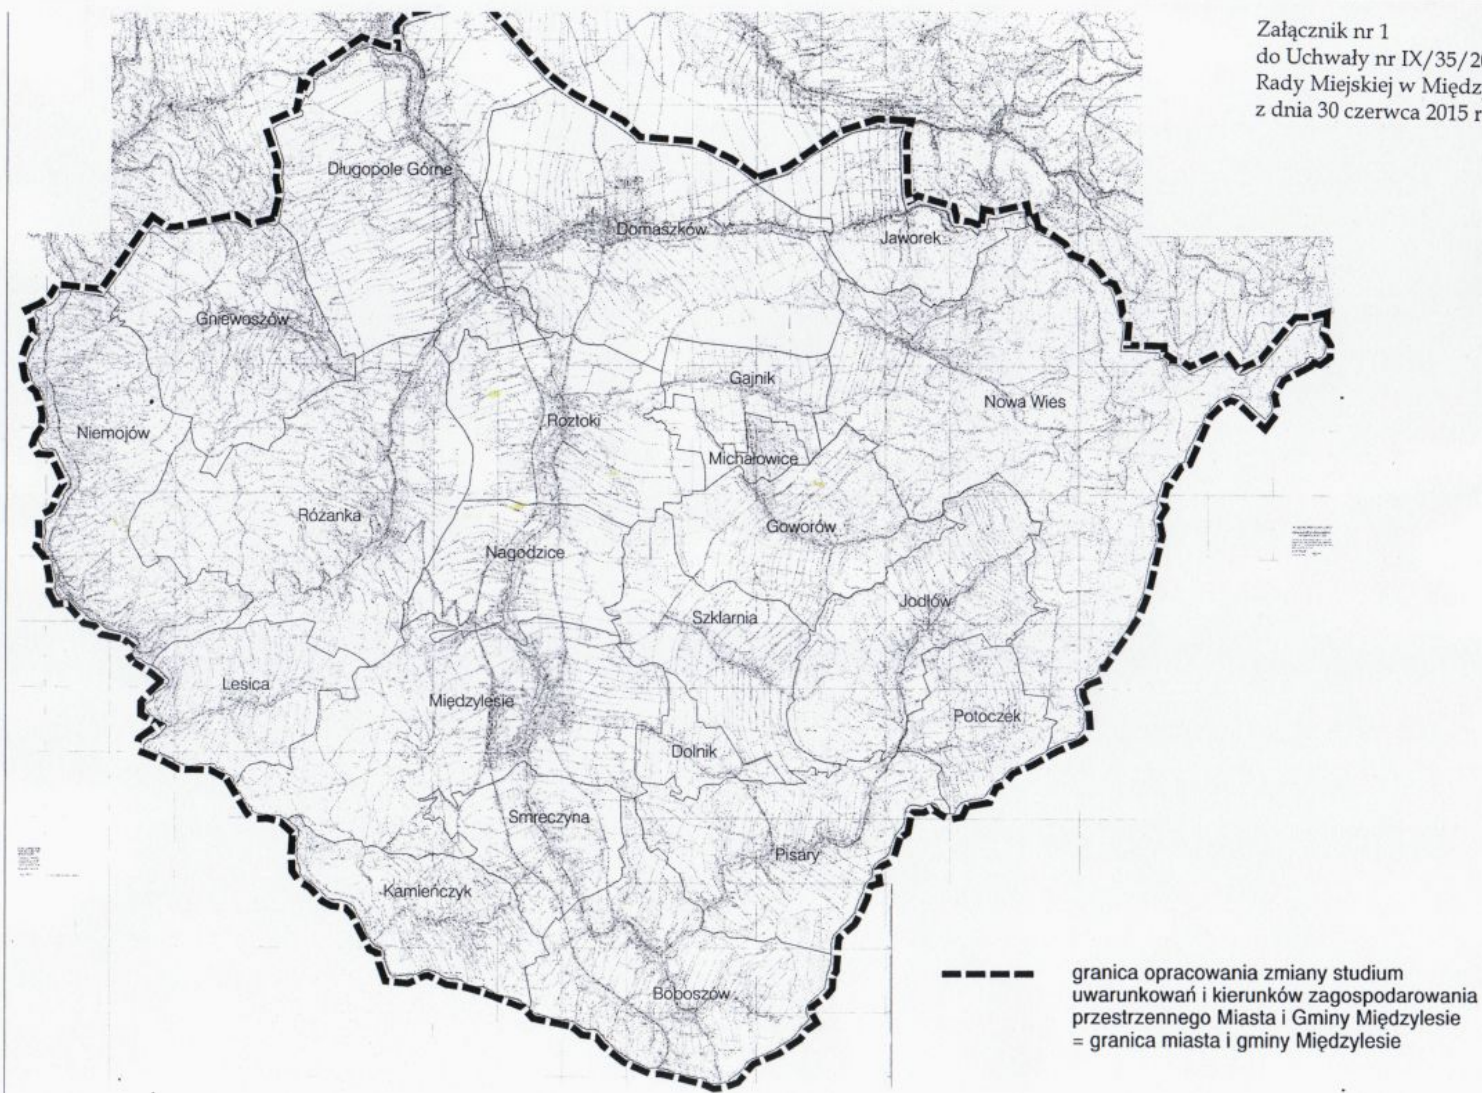 Załącznik nr 1
do Uchwały nr IX/35/20
Rady Miejskiej w Międz
z dnia 30 czerwca 2015 r
Długopole Górne
Domaszków
Jaworek
Gniewoszów
Gajnik
Nowa Wies
Niemojów
Roztoki
Michałowice
Różanka
Goworów
Nagodzice
Jodłów
Szklarnia
Lesica
Międzylesie
Potoczek
Dolnik
Smreczyna
Pisary
Kamieńczyk
Boboszów
granica opracowania zmiany studium
uwarunkowań i kierunków zagospodarowania
przestrzennego Miasta i Gminy Międzylesie
= granica miasta i gminy Międzylesie